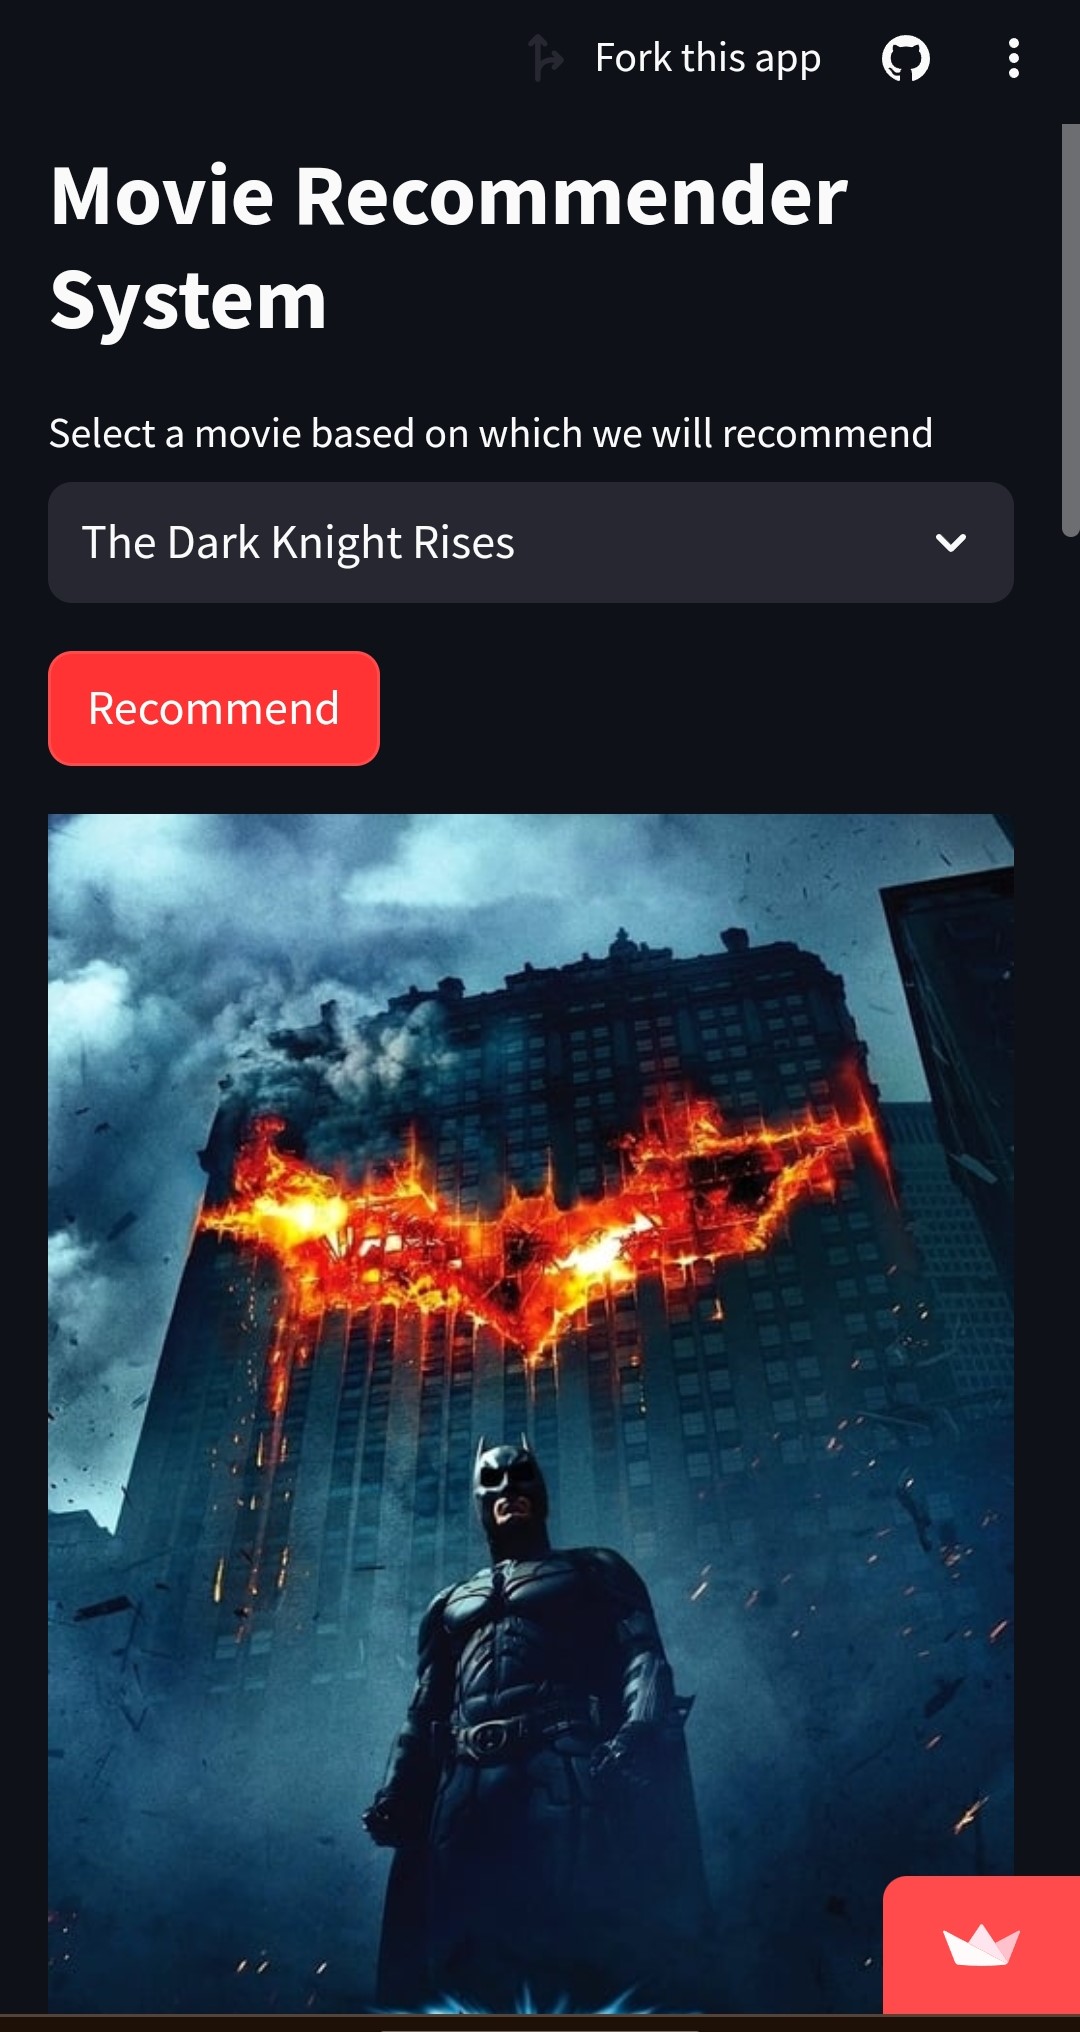 Fork this app
Movie Recommender
System
Select a movie based on which we will recommend
The Dark Knight Rises
Recommend